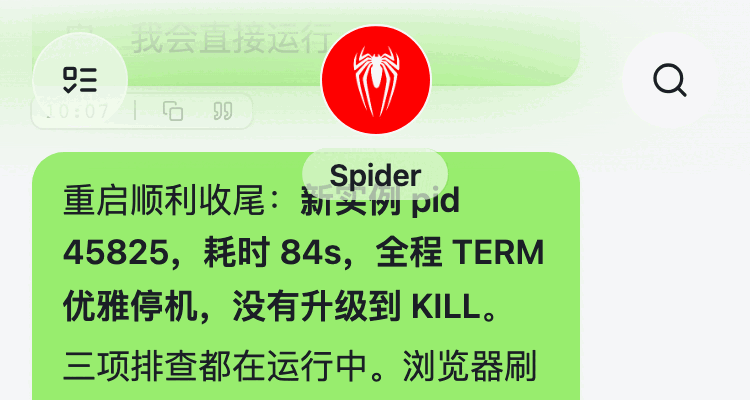 我会直接运行
10:07
Spider
重启顺利收尾：新实例 pid
45825，耗时 84s，全程 TERM
优雅停机，没有升级到 KILL。
三项排查都在运行中。浏览器刷